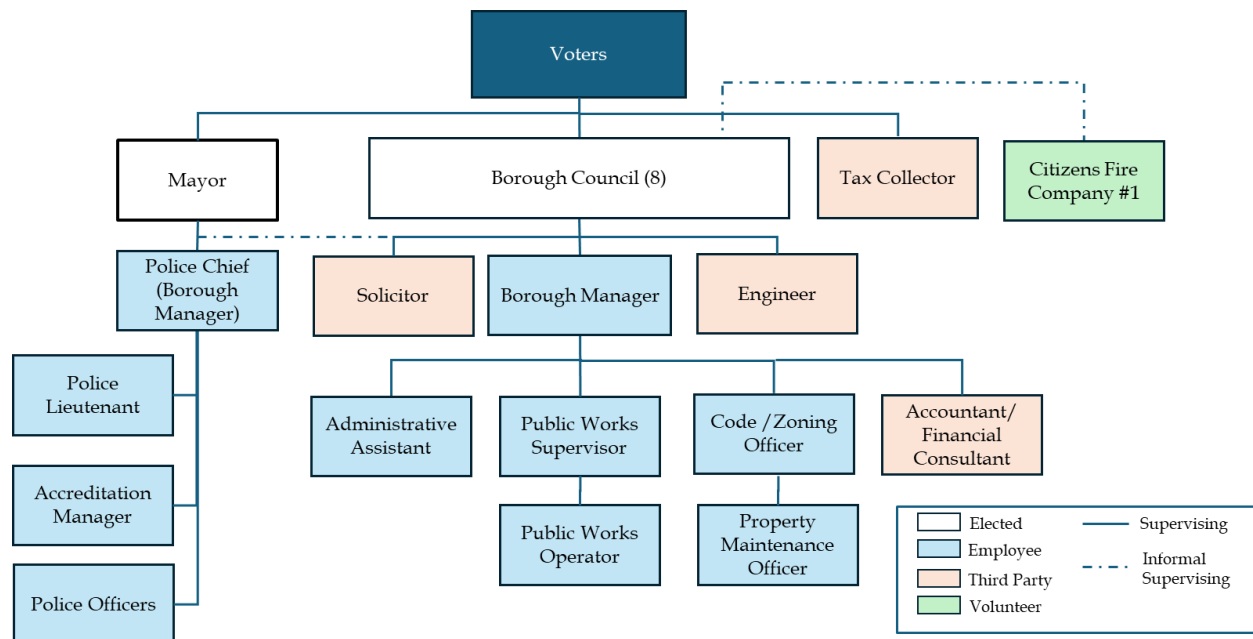 Voters
Mayor
Borough Council (8)
Tax Collector
Citizens Fire
Company #1
Police Chief
(Borough
Manager)
Solicitor
Borough Manager
Engineer
Police
Lieutenant
Administrative
Assistant
Public Works
Supervisor
Code /Zoning
Officer
Accountant/
Financial
Consultant
Accreditation
Manager
Public Works
Operator
Property
Maintenance
Officer
Police Officers
Elected
Employee
Third Party
Volunteer
Supervising
Informal
Supervising